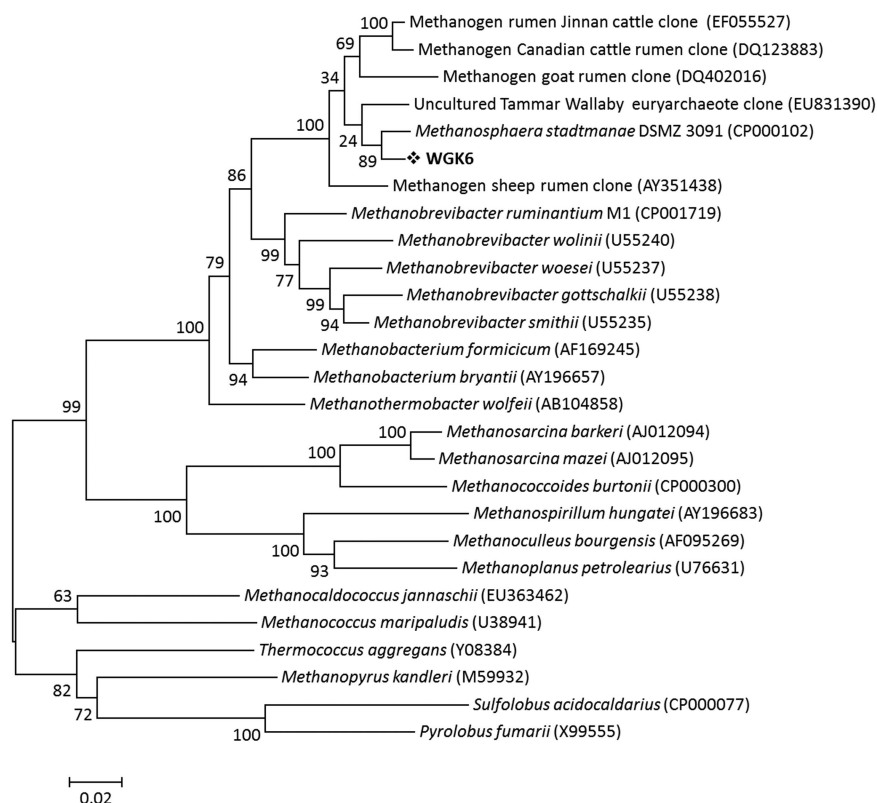 100 Methanogen rumen Jinnan cattle clone (EF055527)
69 Methanogen Canadian cattle rumen clone (DQ123883)
34 Methanogen goat rumen clone (DQ402016)
Uncultured Tammar Wallaby euryarchaeote clone (EU831390)
100 Methanosphaera stadtmanae DSMZ 3091 (CP000102)
24
89 ❖ WGK6
86 Methanogen sheep rumen clone (AY351438)
Methanobrevibacter ruminantium M1 (CP001719)
99 Methanobrevibacter wolinii (U55240)
79 77 Methanobrevibacter woesei (U55237)
99 Methanobrevibacter gottschalkii (U55238)
100 94 Methanobrevibacter smithii (U55235)
Methanobacterium formicicum (AF169245)
94 Methanobacterium bryantii (AY196657)
99 Methanothermobacter wolfeii (AB104858)
100 Methanosarcina barkeri (AJ012094)
100 Methanosarcina mazei (AJ012095)
Methanococcoides burtonii (CP000300)
100 Methanospirillum hungatei (AY196683)
100 Methanoculleus bourgensis (AF095269)
93 Methanoplanus petrolearius (U76631)
63 Methanocaldococcus jannaschii (EU363462)
Methanococcus maripaludis (U38941)
Thermococcus aggregans (Y08384)
82 Methanopyrus kandleri (M59932)
72 Sulfolobus acidocaldarius (CP000077)
100 Pyrolobus fumarii (X99555)
0.02